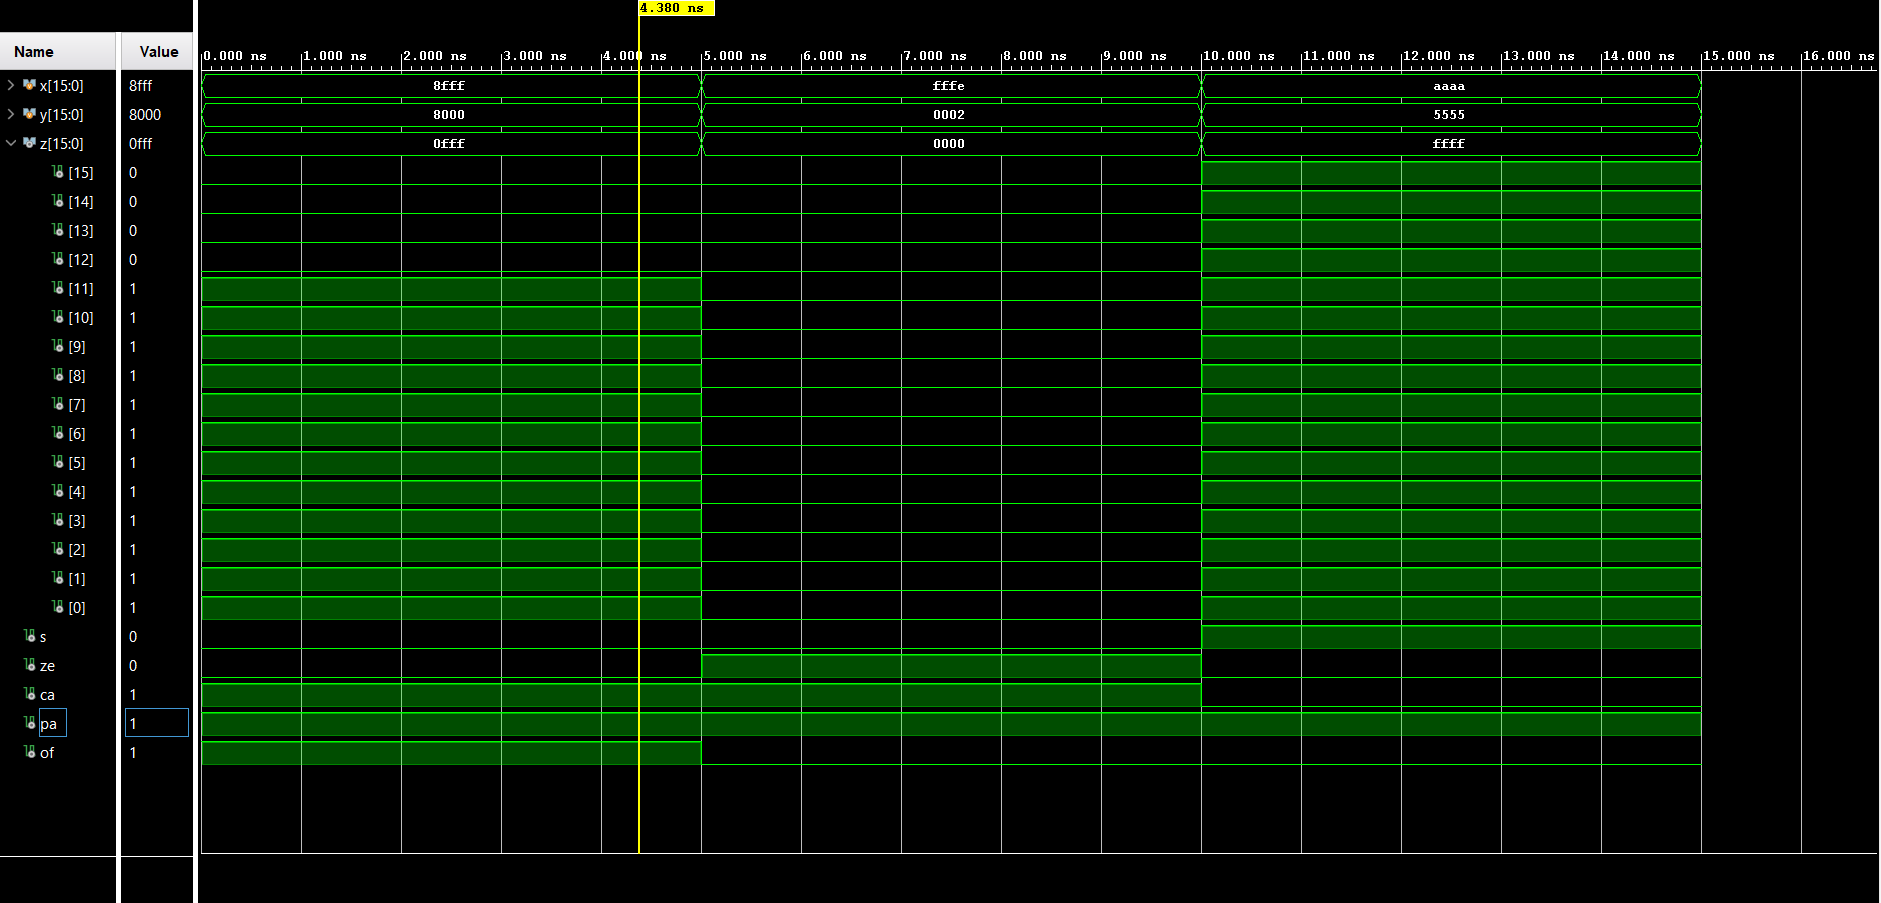 4.380 ns
Name Value 0.000 ns 1.000 ns 2.000 ns 3.000 ns 4.000 ns 5.000 ns 6.000 ns 7.000 ns 8.000 ns 9.000 ns 10.000 ns 11.000 ns 12.000 ns 13.000 ns 14.000 ns 15.000 ns 16.000 ns
x[15:0] 8fff 8fff fffe aaaa
y[15:0] 8000 8000 0002 5555
z[15:0] 0fff 0fff 0000 ffff
[15] 0
[14] 0
[13] 0
[12] 0
[11] 1
[10] 1
[9] 1
[8] 1
[7] 1
[6] 1
[5] 1
[4] 1
[3] 1
[2] 1
[1] 1
[0] 1
s 0
ze 0
ca 1
pa 1
of 1